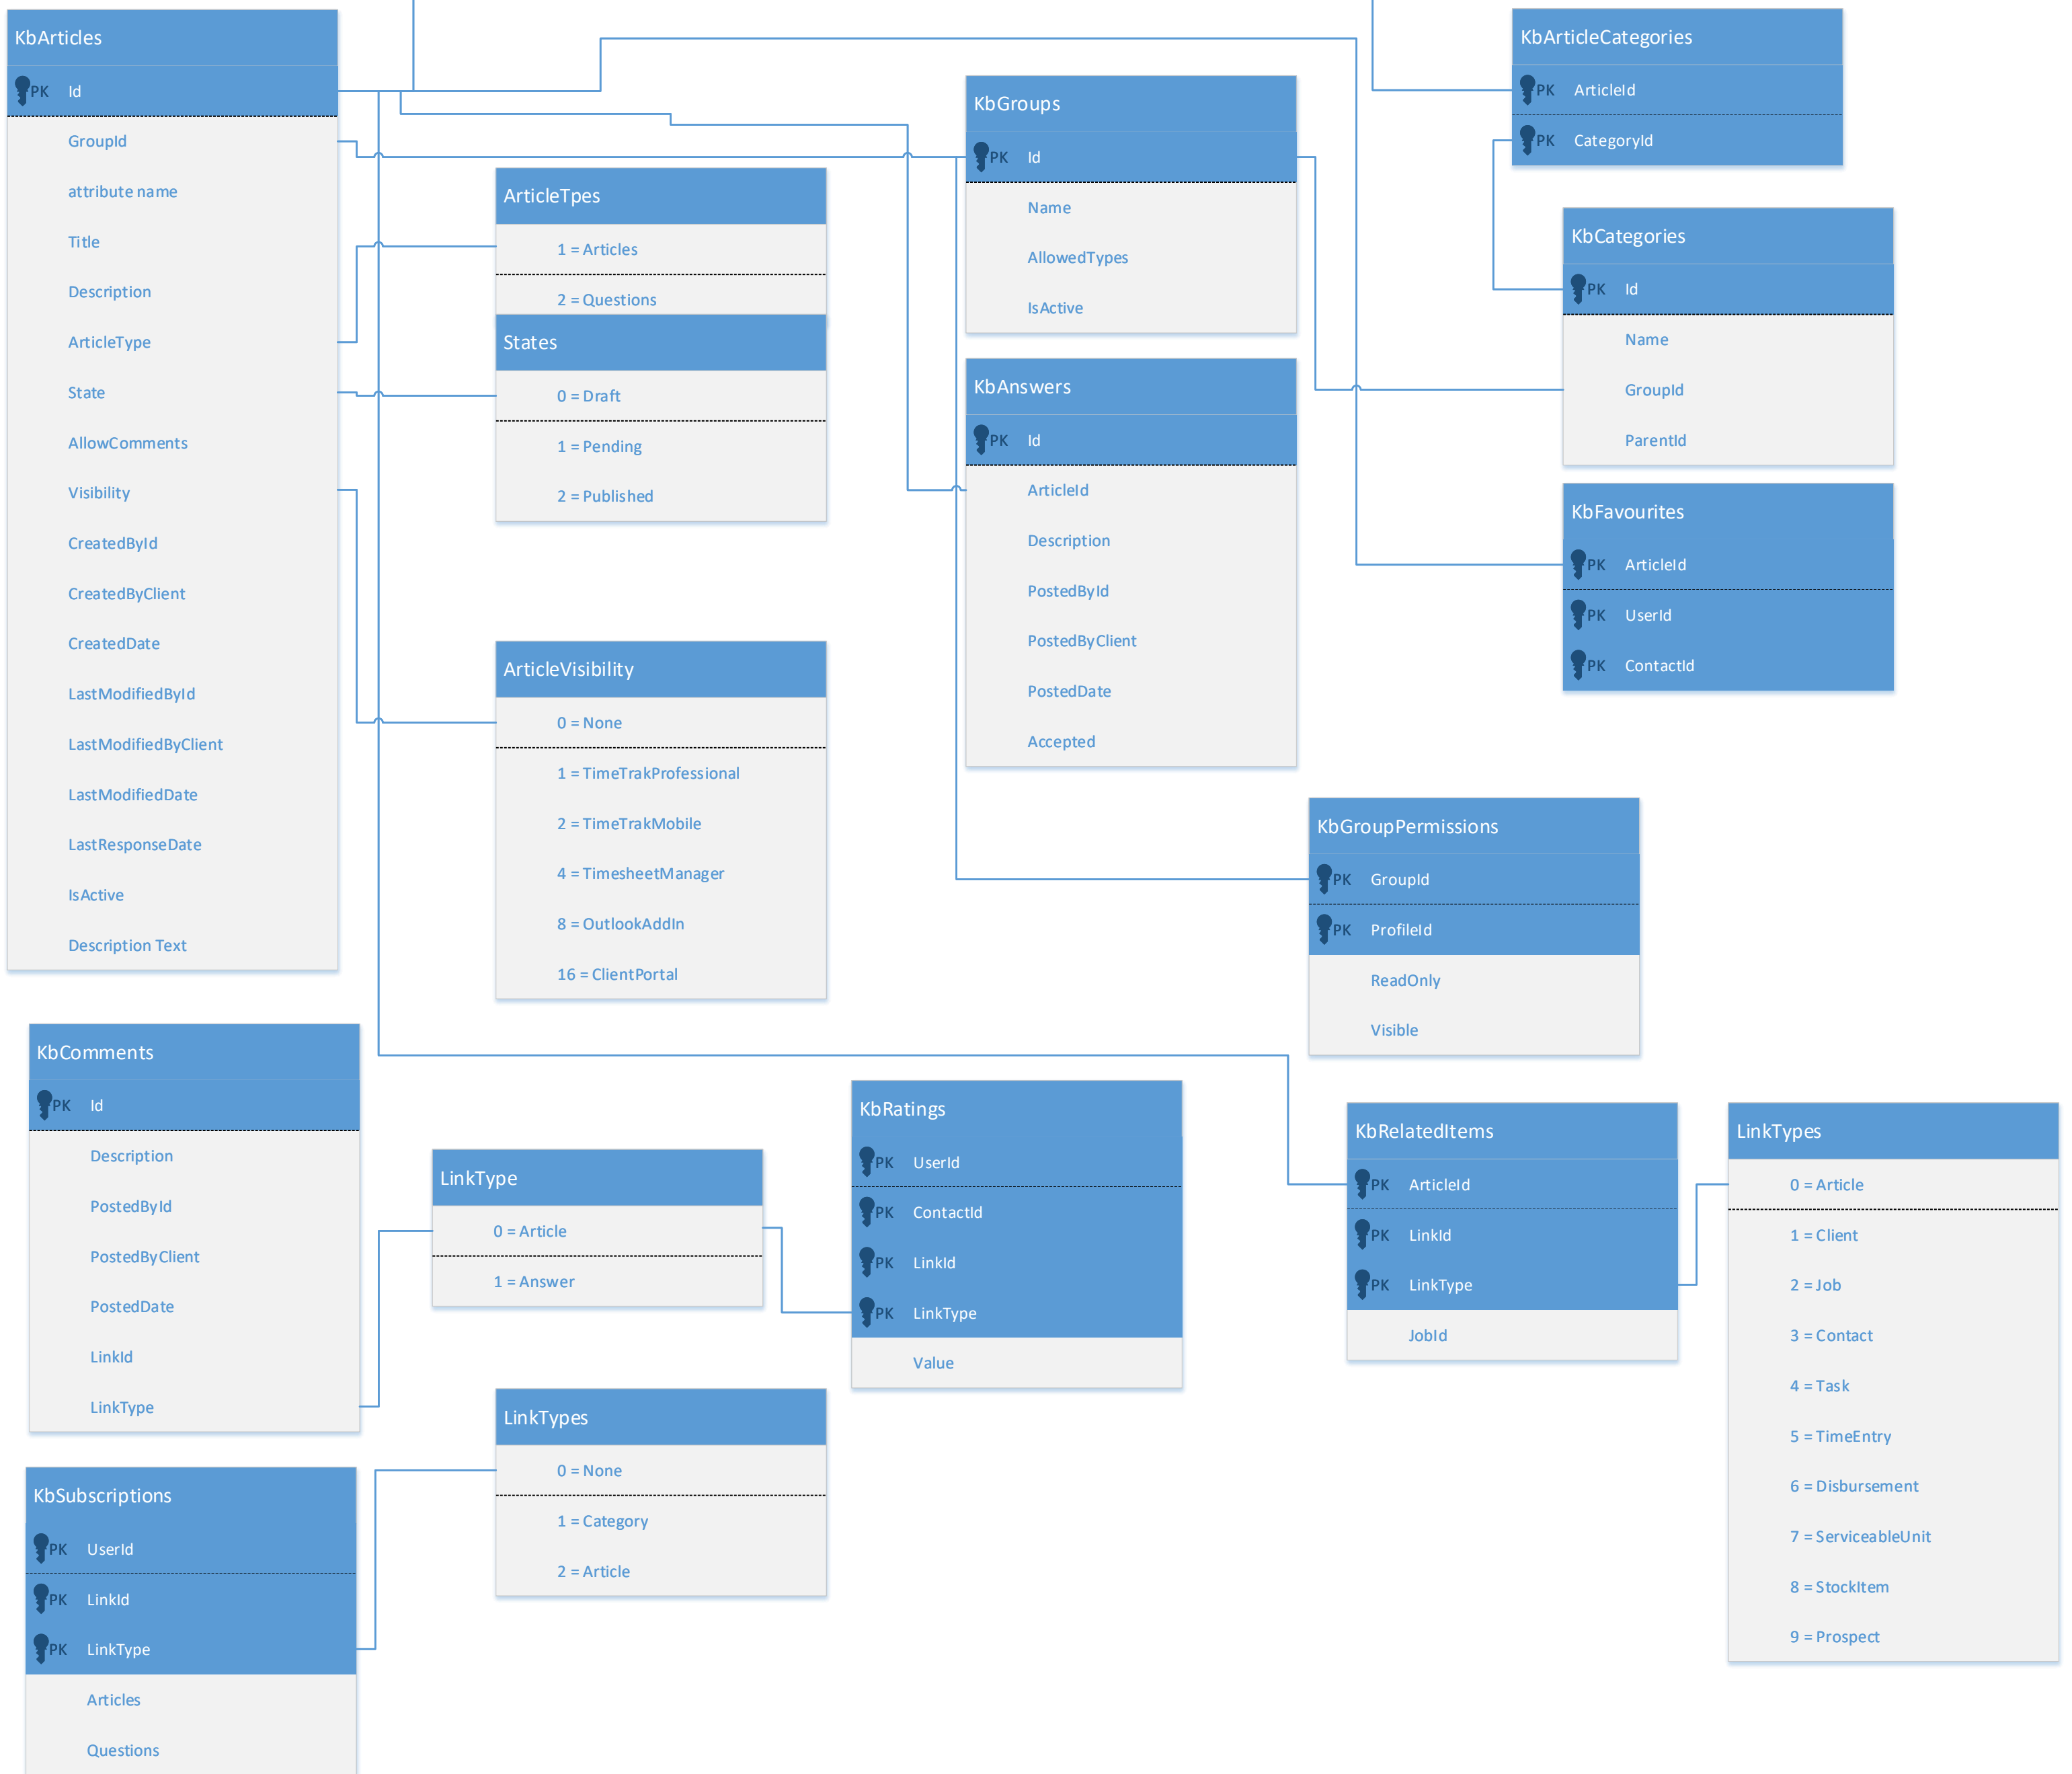 KbArticles
PK Id
GroupId
attribute name
Title
Description
ArticleType
State
AllowComments
Visibility
CreatedById
CreatedByClient
CreatedDate
LastModifiedById
LastModifiedByClient
LastModifiedDate
LastResponseDate
IsActive
Description Text
ArticleTpes
1 = Articles
2 = Questions
States
0 = Draft
1 = Pending
2 = Published
ArticleVisibility
0 = None
1 = TimeTrakProfessional
2 = TimeTrakMobile
4 = TimesheetManager
8 = OutlookAddIn
16 = ClientPortal
KbGroups
PK Id
Name
AllowedTypes
IsActive
KbAnswers
PK Id
ArticleId
Description
PostedById
PostedByClient
PostedDate
Accepted
KbArticleCategories
PK ArticleId
PK CategoryId
KbCategories
PK Id
Name
GroupId
ParentId
KbFavourites
PK ArticleId
PK UserId
PK ContactId
KbGroupPermissions
PK GroupId
PK ProfileId
ReadOnly
Visible
KbComments
PK Id
Description
PostedById
PostedByClient
PostedDate
LinkId
LinkType
LinkType
0 = Article
1 = Answer
KbRatings
PK UserId
PK ContactId
PK LinkId
PK LinkType
Value
KbRelatedItems
PK ArticleId
PK LinkId
PK LinkType
JobId
LinkTypes
0 = Article
1 = Client
2 = Job
3 = Contact
4 = Task
5 = TimeEntry
6 = Disbursement
7 = ServiceableUnit
8 = StockItem
9 = Prospect
KbSubscriptions
PK UserId
PK LinkId
PK LinkType
Articles
Questions
LinkTypes
0 = None
1 = Category
2 = Article